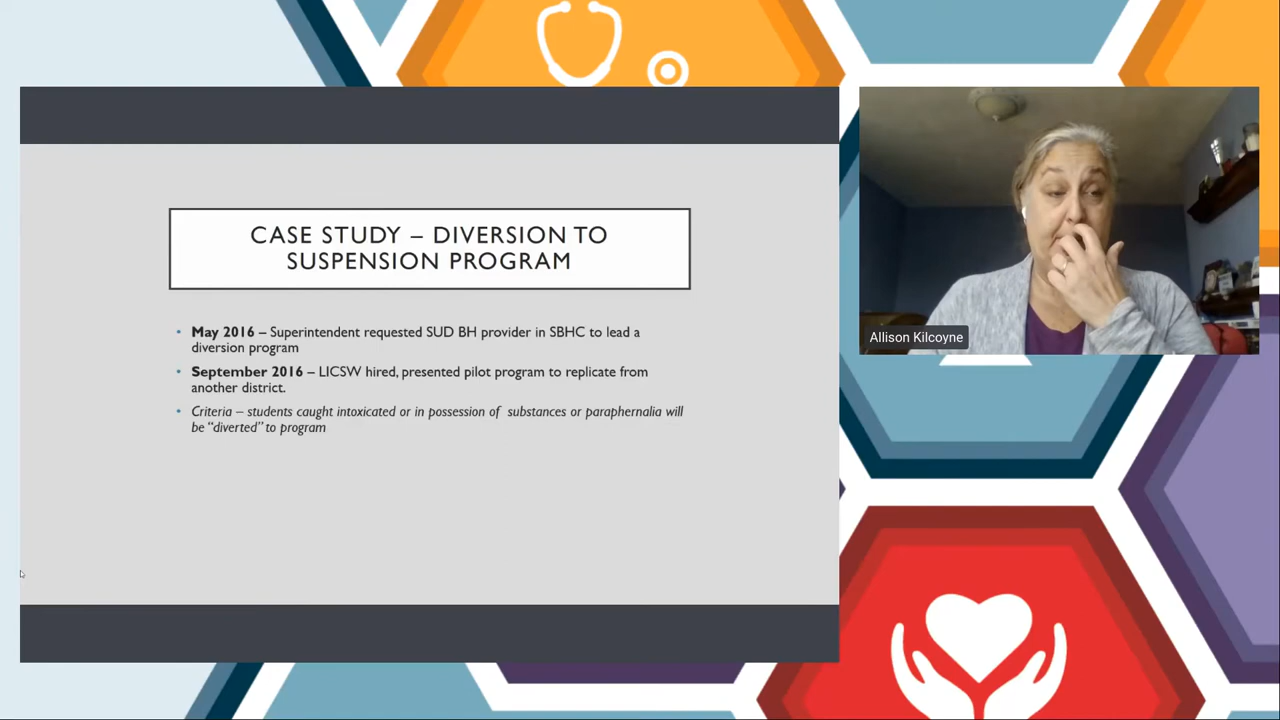 CASE STUDY – DIVERSION TO
SUSPENSION PROGRAM
• May 2016 – Superintendent requested SUD BH provider in SBHC to lead a
diversion program
• September 2016 – LICSW hired, presented pilot program to replicate from
another district.
• Criteria – students caught intoxicated or in possession of substances or paraphernalia will
be “diverted” to program
Allison Kilcoyne